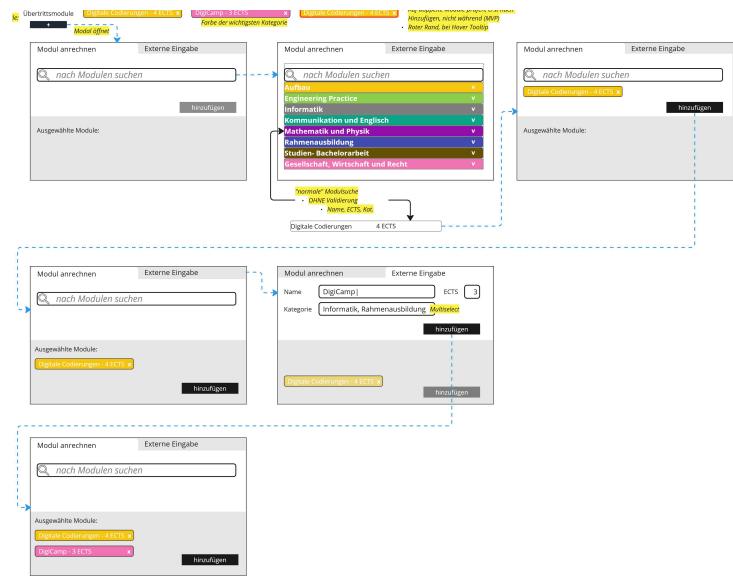 le:
Übertrittsmodule
Digitale Codierungen - 4 ECTS x
DigiCamp - 3 ECTS x
Digitale Codierungen - 4 ECTS x
Farbe der wichtigsten Kategorie
Hinzufügen, nicht während (MVP)
• Roter Rand, bei Hover Tooltip
+
Modal öffnet
Modul anrechnen
Externe Eingabe
nach Modulen suchen
hinzufügen
Ausgewählte Module:
Modul anrechnen
Externe Eingabe
nach Modulen suchen
Aufbau v
Engineering Practice v
Informatik v
Kommunikation und Englisch v
Mathematik und Physik v
Rahmenausbildung v
Studien- Bachelorarbeit v
Gesellschaft, Wirtschaft und Recht v
Modul anrechnen
Externe Eingabe
nach Modulen suchen
Digitale Codierungen - 4 ECTS x
hinzufügen
Ausgewählte Module:
"normale" Modulsuche
• OHNE Validierung
• Name, ECTS, Kat.
Digitale Codierungen 4 ECTS
Modul anrechnen
Externe Eingabe
nach Modulen suchen
Ausgewählte Module:
Digitale Codierungen - 4 ECTS x
hinzufügen
Modul anrechnen
Externe Eingabe
Name DigiCamp| ECTS 3
Kategorie Informatik, Rahmenausbildung Multiselect
hinzufügen
Digitale Codierungen - 4 ECTS x
hinzufügen
Modul anrechnen
Externe Eingabe
nach Modulen suchen
Ausgewählte Module:
Digitale Codierungen - 4 ECTS x
DigiCamp - 3 ECTS x
hinzufügen